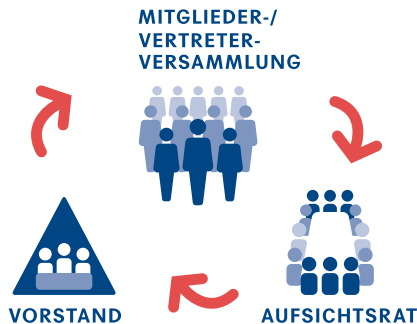 MITGLIEDER-/
VERTRETER-
VERSAMMLUNG
VORSTAND
AUFSICHTSRAT